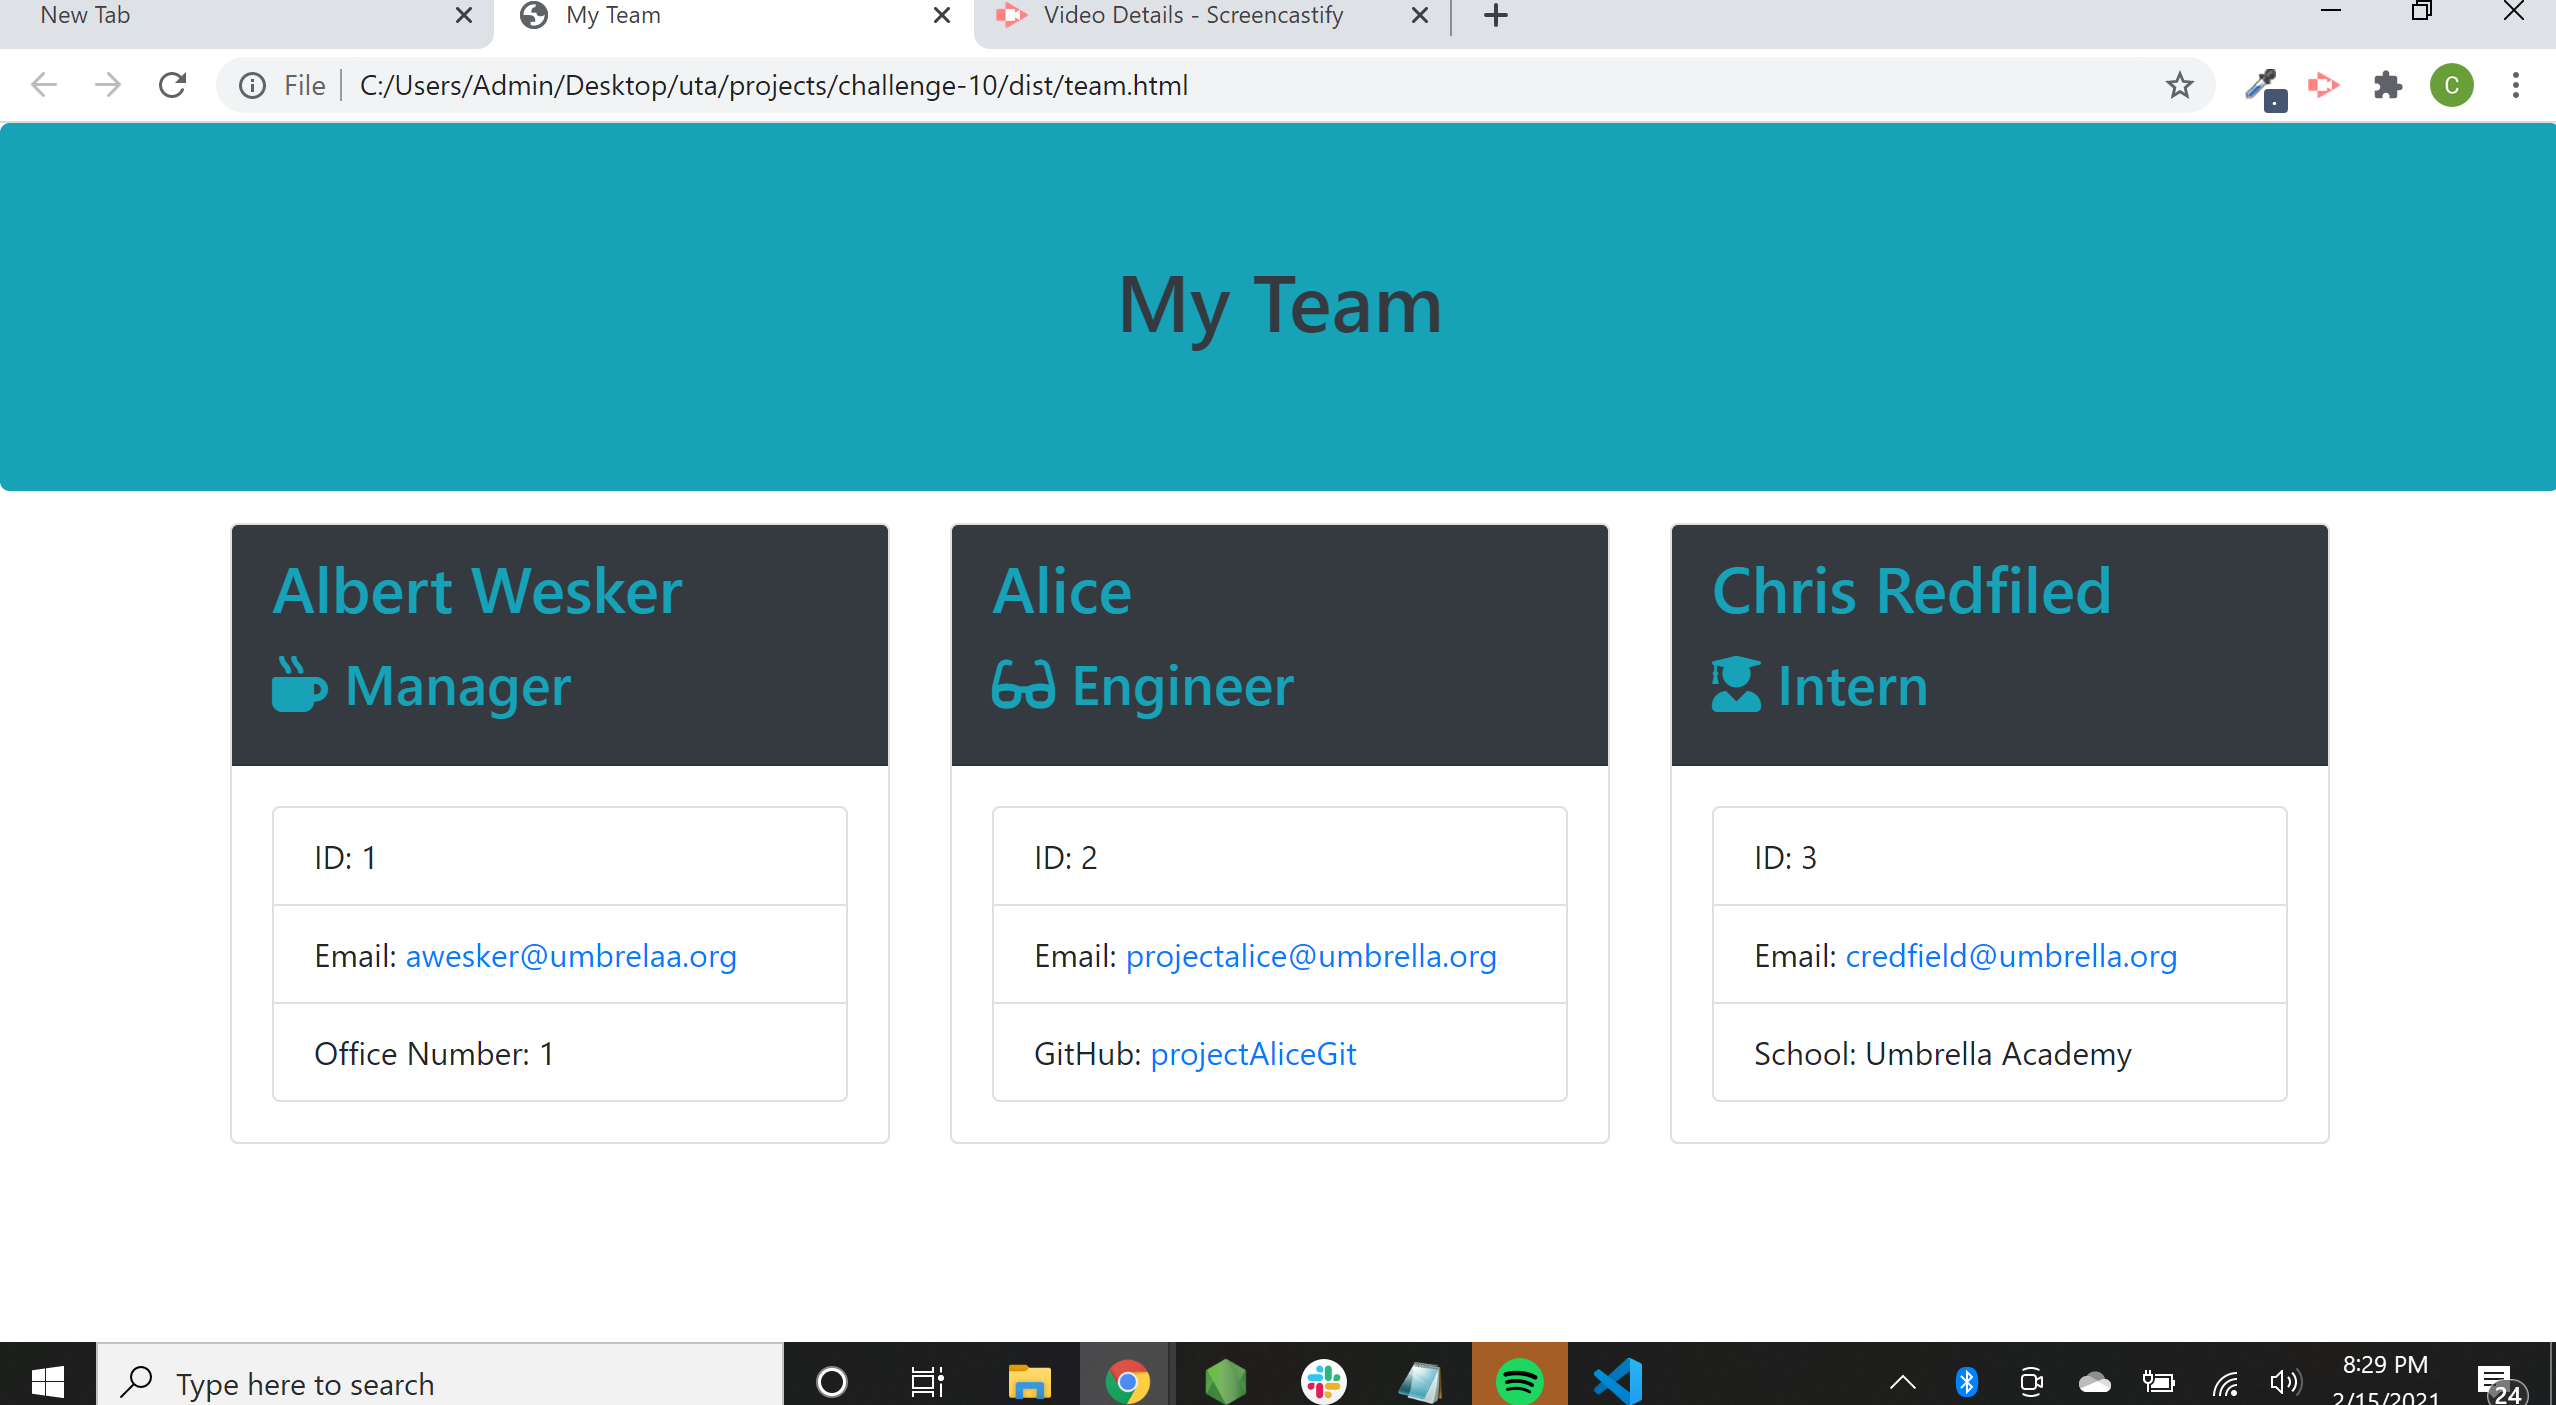 New Tab
My Team
Video Details - Screencastify
File
C:/Users/Admin/Desktop/uta/projects/challenge-10/dist/team.html
C
My Team
Albert Wesker
Manager
ID: 1
Email: awesker@umbrelaa.org
Office Number: 1
Alice
Engineer
ID: 2
Email: projectalice@umbrella.org
GitHub: projectAliceGit
Chris Redfiled
Intern
ID: 3
Email: credfield@umbrella.org
School: Umbrella Academy
Type here to search
8:29 PM
2/15/2021
24